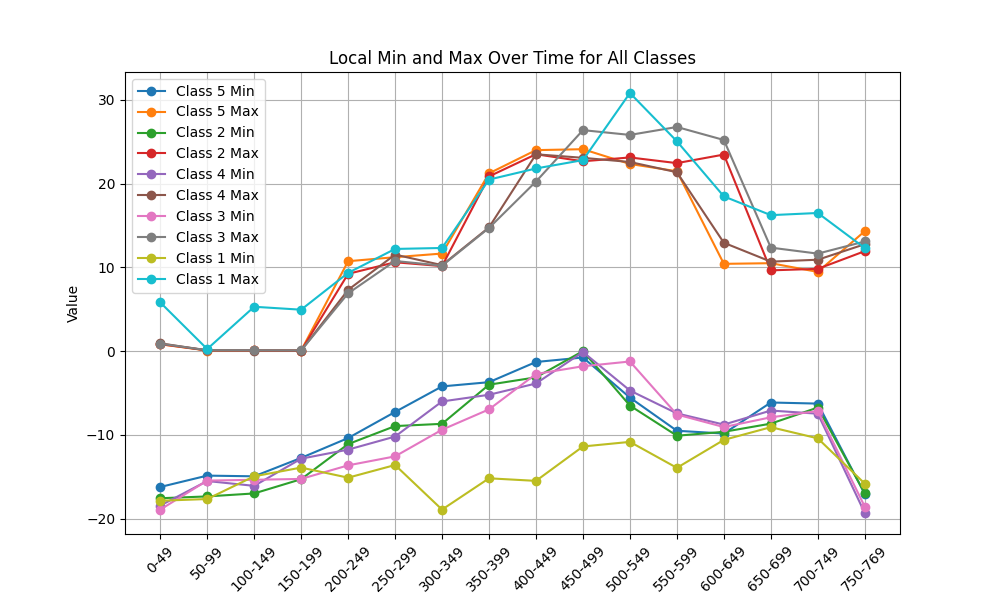 Local Min and Max Over Time for All Classes
Class 5 Min
Class 5 Max
Class 2 Min
Class 2 Max
Class 4 Min
Class 4 Max
Class 3 Min
Class 3 Max
Class 1 Min
Class 1 Max
Value
30
20
10
0
−10
−20
0-49
50-99
100-149
150-199
200-249
250-299
300-349
350-399
400-449
450-499
500-549
550-599
600-649
650-699
700-749
750-769